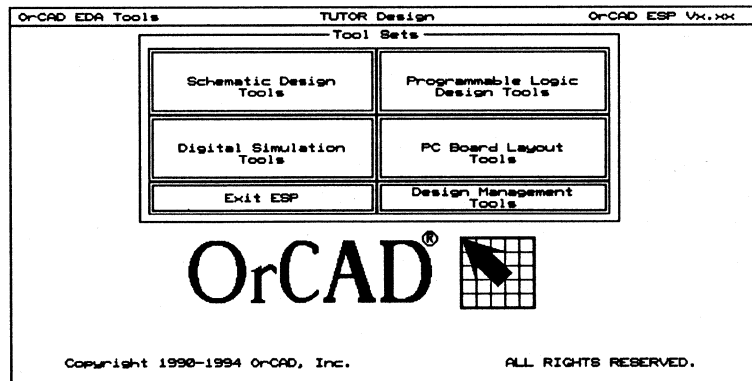 OrCAD EDA Tools TUTOR Design OrCAD ESP Vx.xx
Tool Sets
Schematic Design
Tools
Programmable Logic
Design Tools
Digital Simulation
Tools
PC Board Layout
Tools
Exit ESP
Design Management
Tools
OrCAD®
Copyright 1990-1994 OrCAD, Inc. ALL RIGHTS RESERVED.